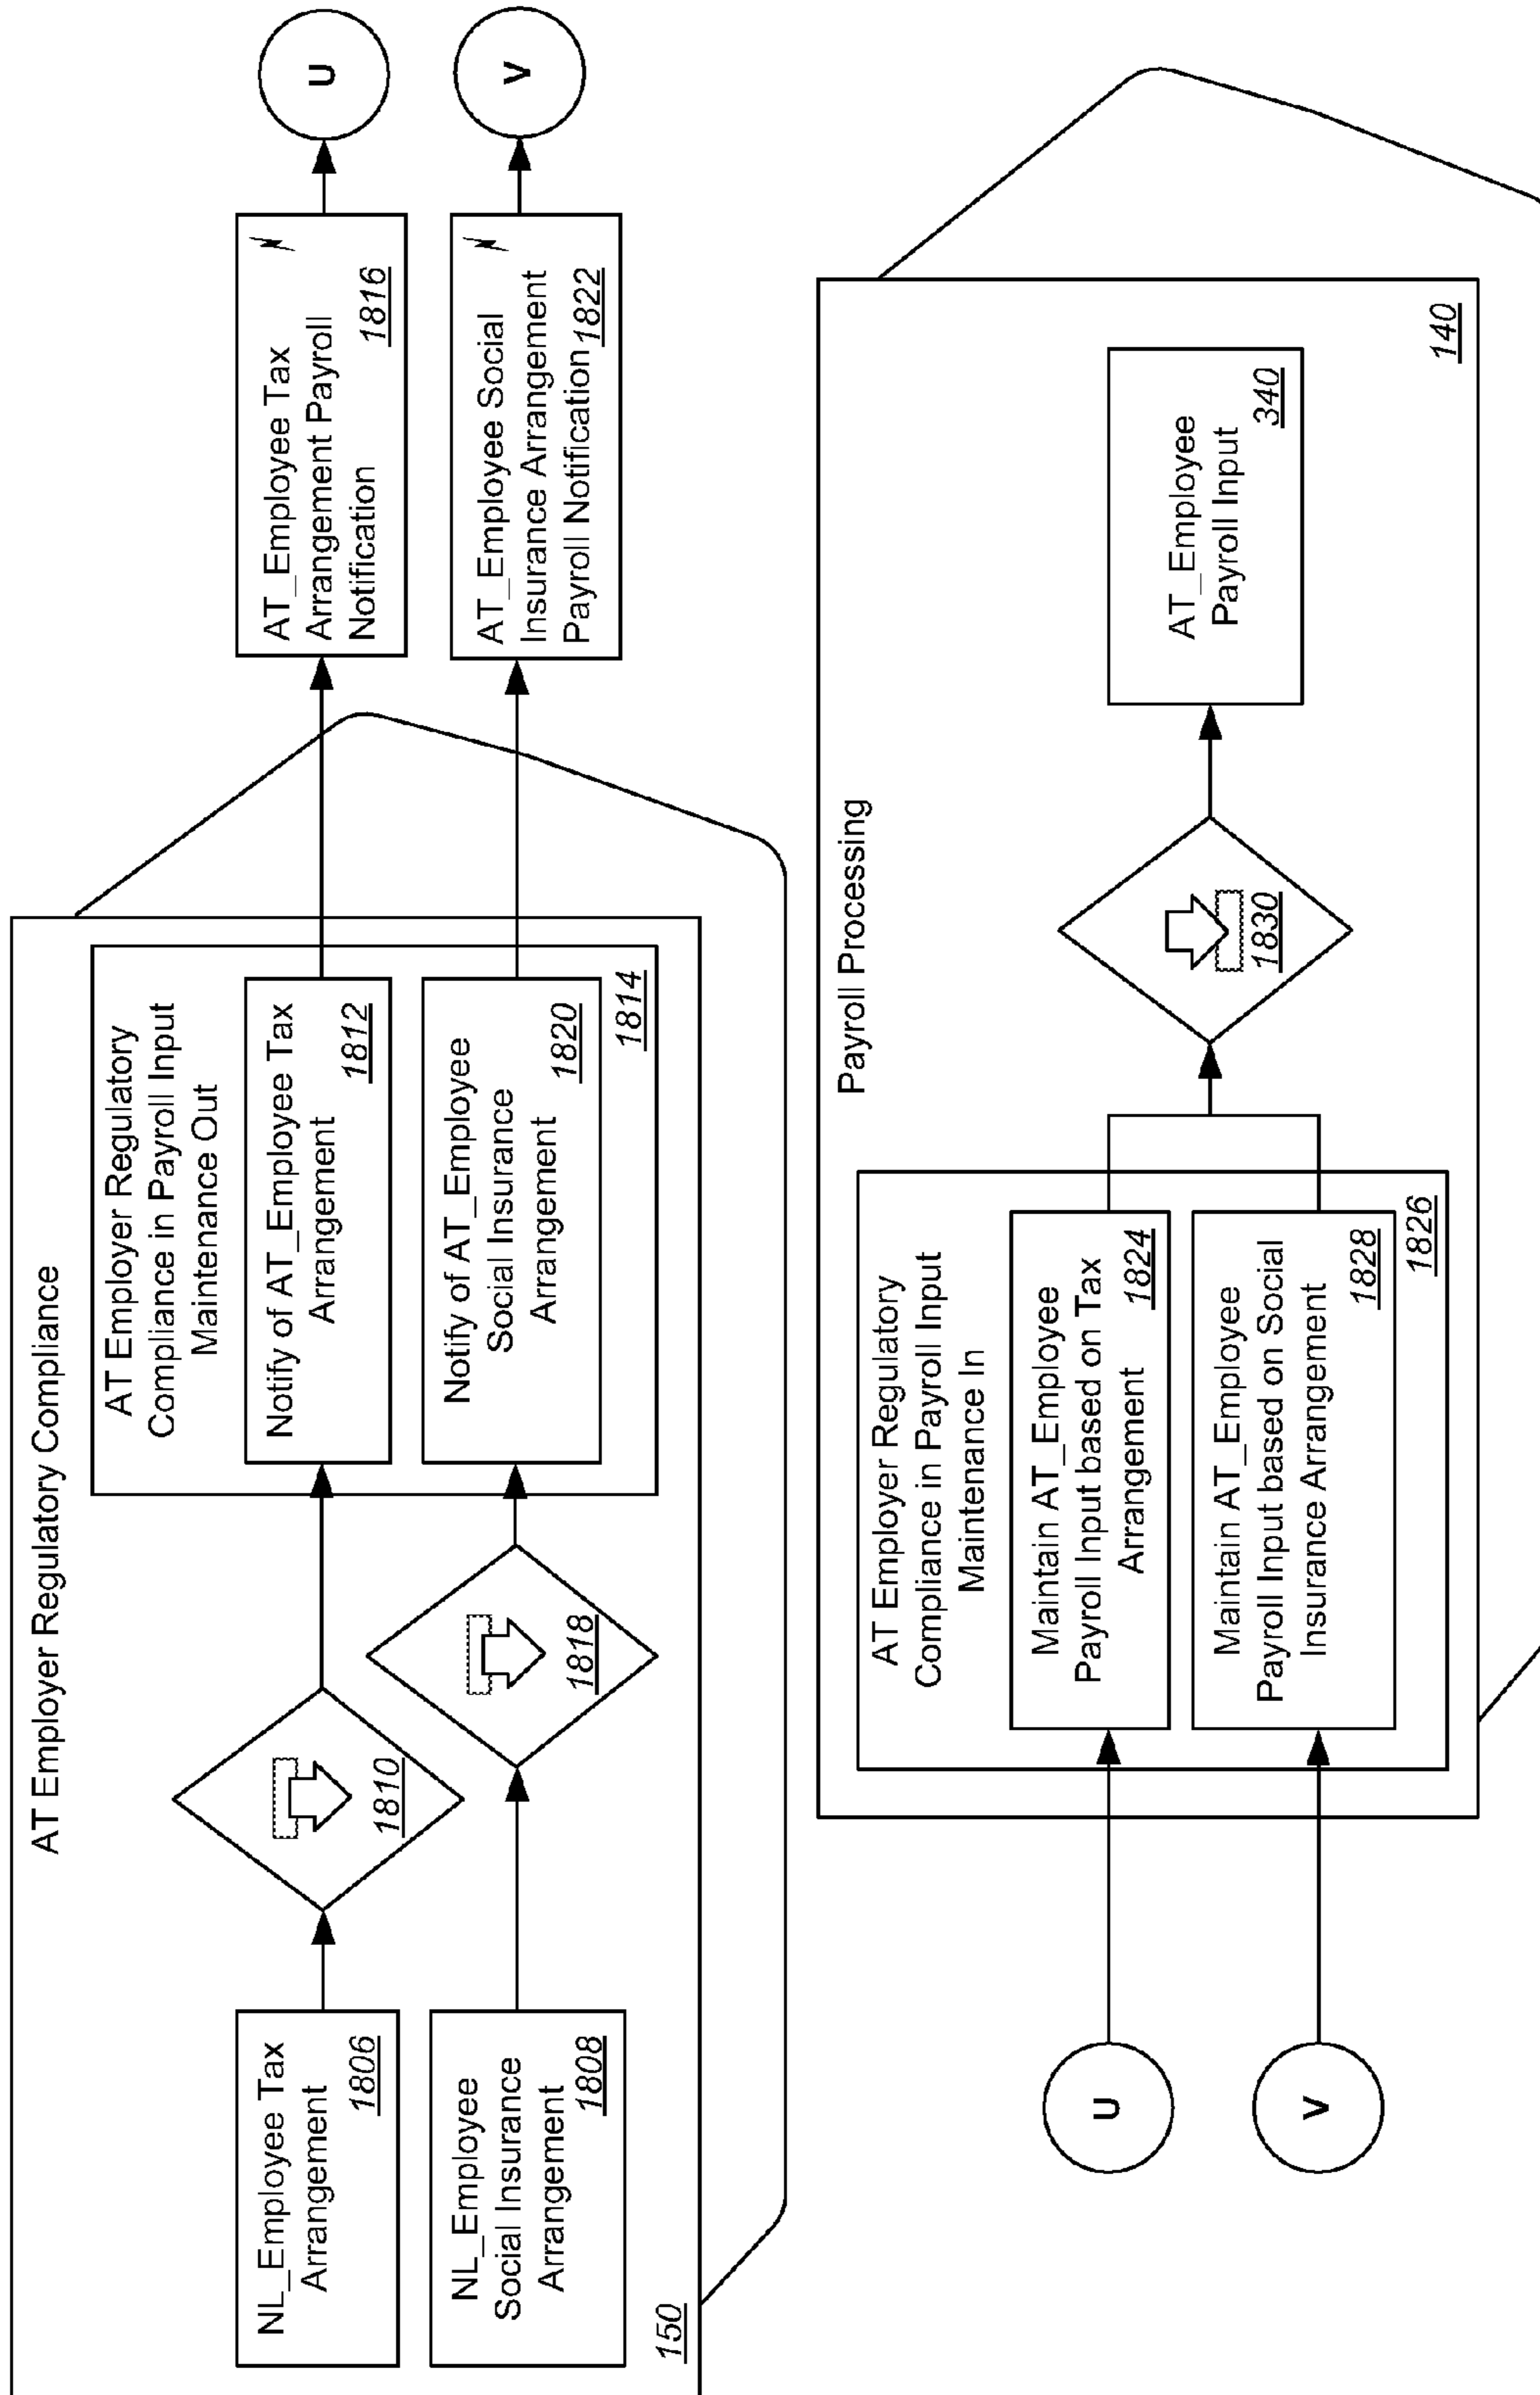 AT Employer Regulatory Compliance
NL_Employee Tax
Arrangement
1806
NL_Employee
Social Insurance
Arrangement
1808
150
1810
1818
AT Employer Regulatory
Compliance in Payroll Input
Maintenance Out
Notify of AT_Employee Tax
Arrangement
1812
Notify of AT_Employee
Social Insurance
Arrangement
1820
1814
AT_Employee Tax
Arrangement Payroll
Notification
1816
AT_Employee Social
Insurance Arrangement
Payroll Notification
1822
U
V
Payroll Processing
U
V
AT Employer Regulatory
Compliance in Payroll Input
Maintenance In
Maintain AT_Employee
Payroll Input based on Tax
Arrangement
1824
Maintain AT_Employee
Payroll Input based on Social
Insurance Arrangement
1828
1826
1830
AT_Employee
Payroll Input
340
140